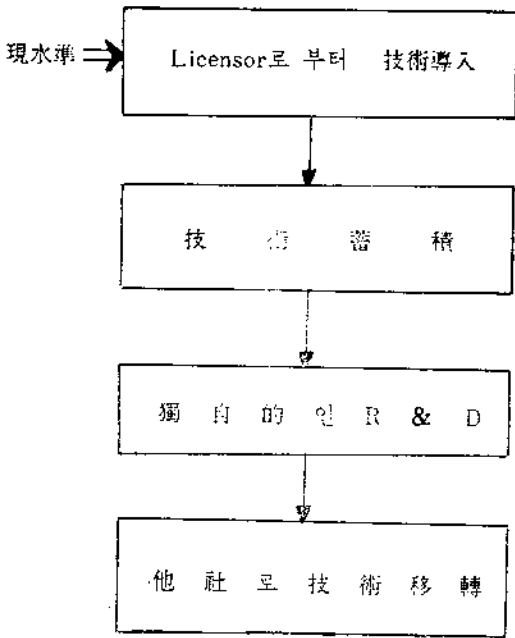 現水準 ⇒ Licensor로 부터 技術導入
技 術 蓄 積
獨 自 的 인 R & D
他 社 로 技 術 移 轉